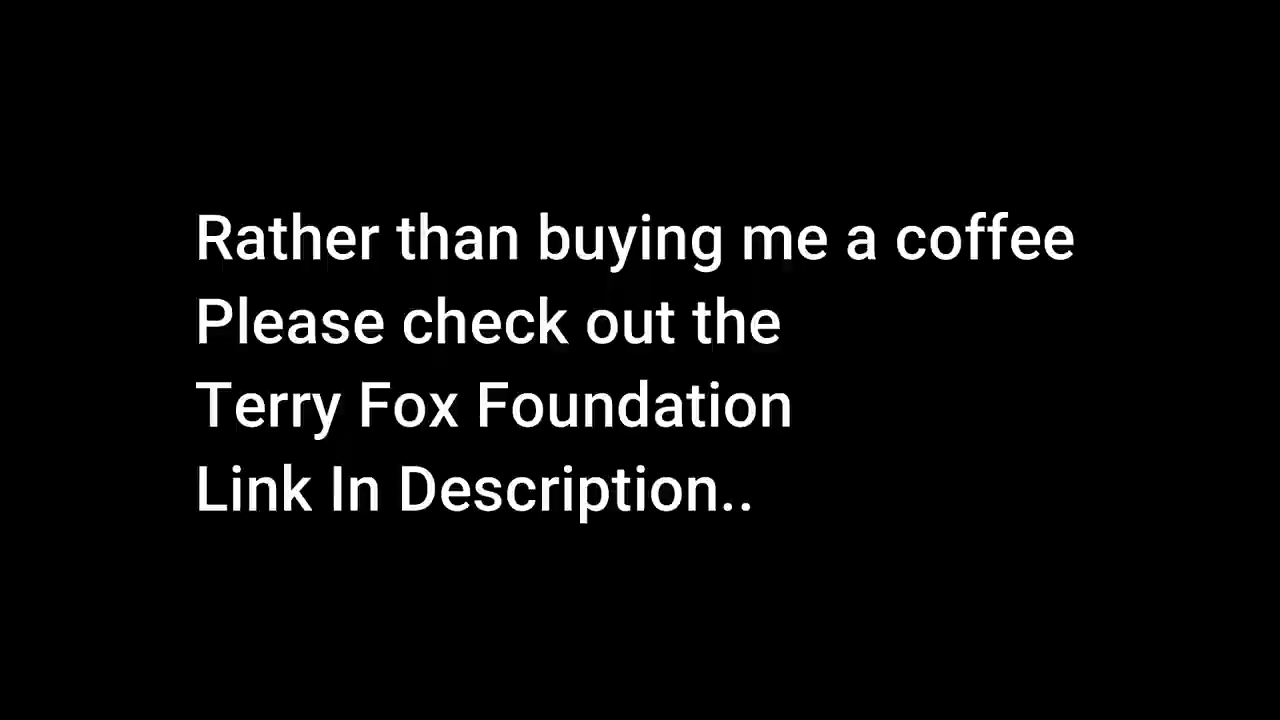 Rather than buying me a coffee
Please check out the
Terry Fox Foundation
Link In Description..